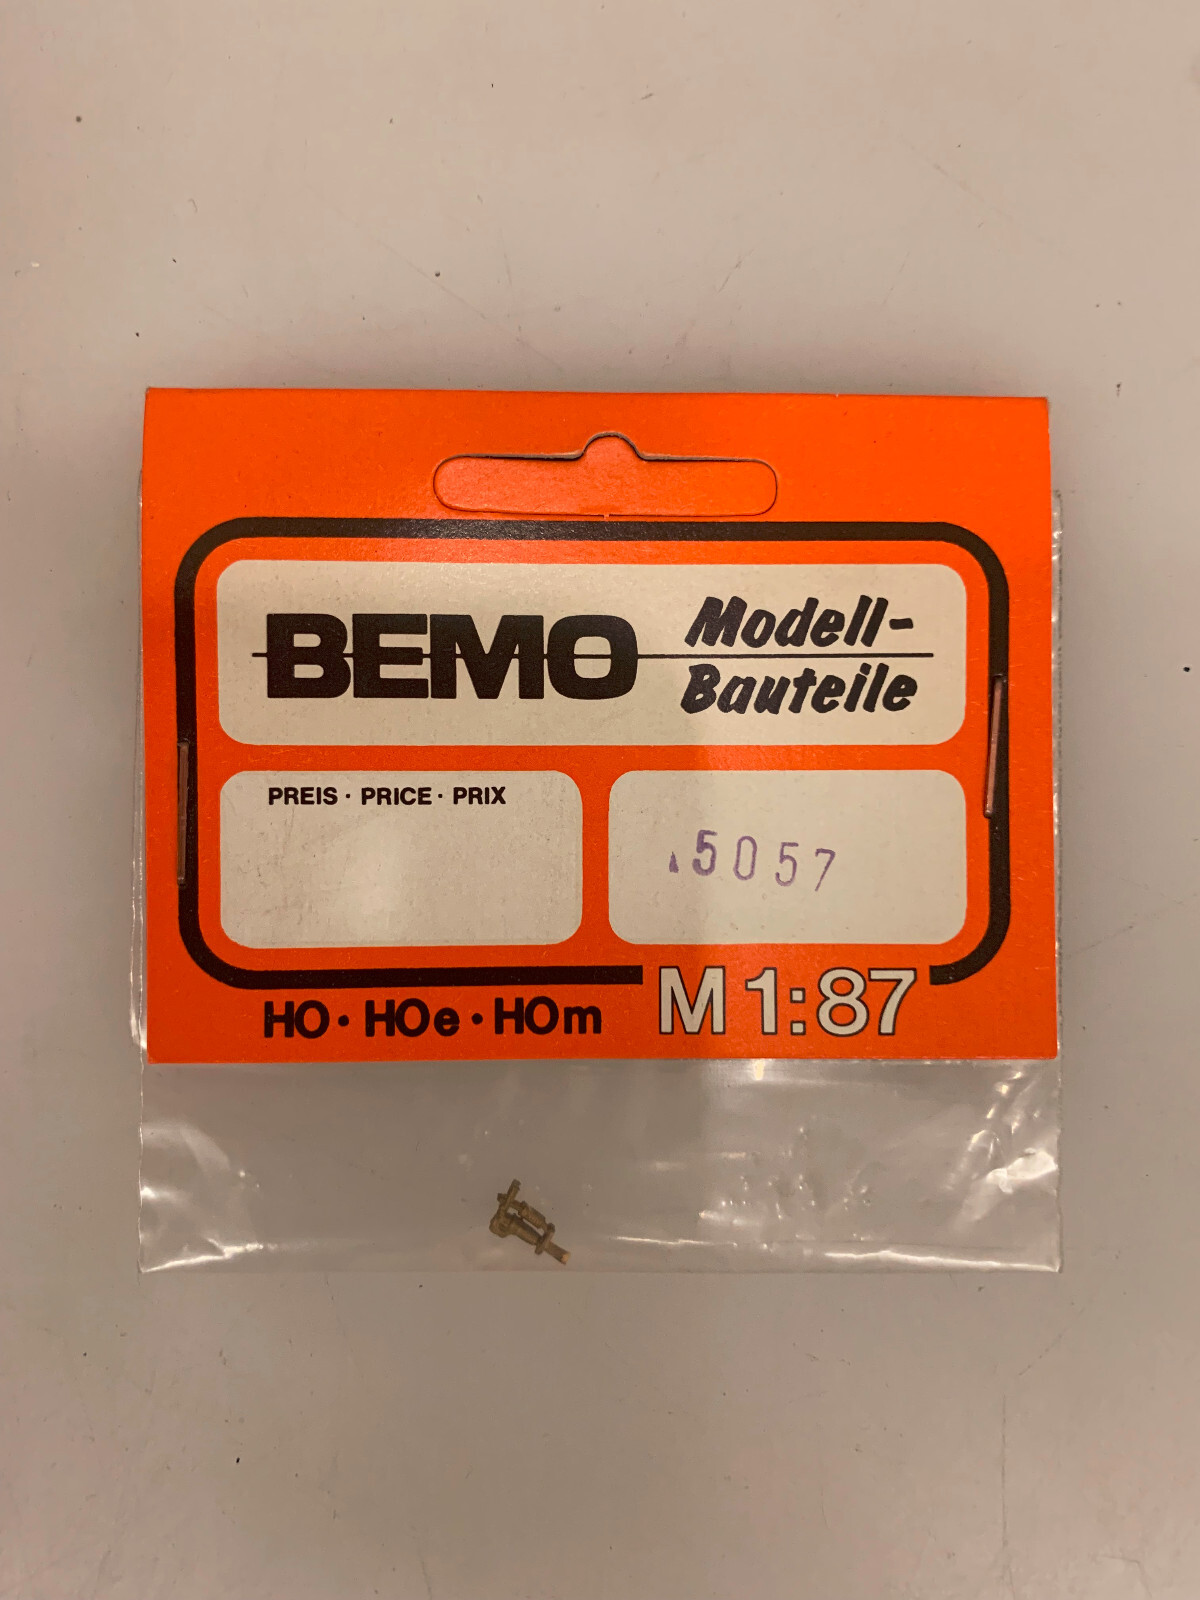 BEMO Modell-
Bauteile
PREIS · PRICE · PRIX
.5057
HO · HOe · HOm M 1:87